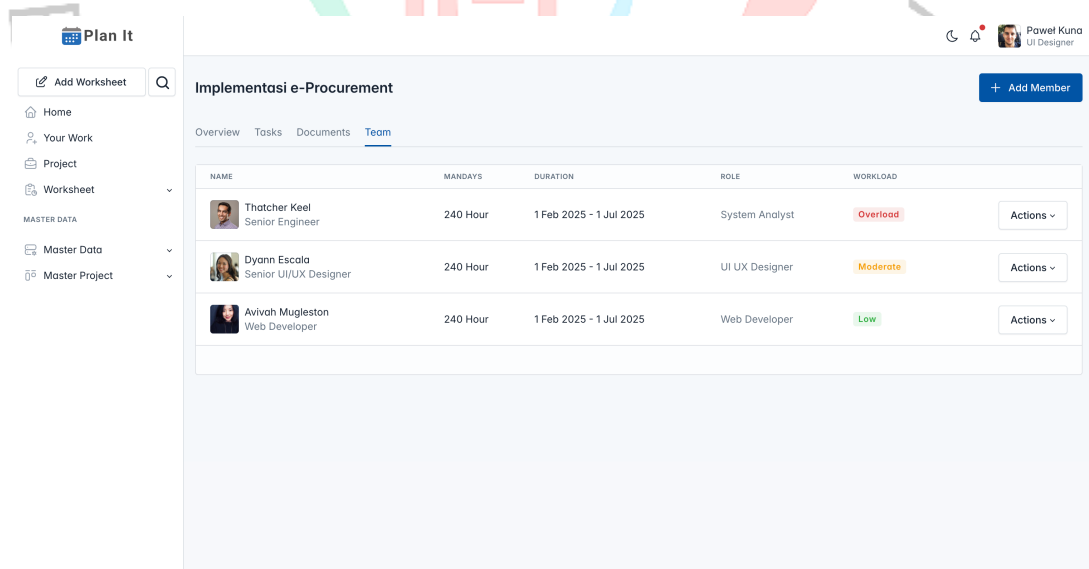 Plan It
Paweł Kuna
UI Designer
Add Worksheet
Home
Your Work
Project
Worksheet
MASTER DATA
Master Data
Master Project
Implementasi e-Procurement
+ Add Member
Overview Tasks Documents Team
NAME MANDAYS DURATION ROLE WORKLOAD
Thatcher Keel
Senior Engineer
240 Hour 1 Feb 2025 - 1 Jul 2025 System Analyst Overload Actions
Dyann Escala
Senior UI/UX Designer
240 Hour 1 Feb 2025 - 1 Jul 2025 UI UX Designer Moderate Actions
Avivah Mugleston
Web Developer
240 Hour 1 Feb 2025 - 1 Jul 2025 Web Developer Low Actions